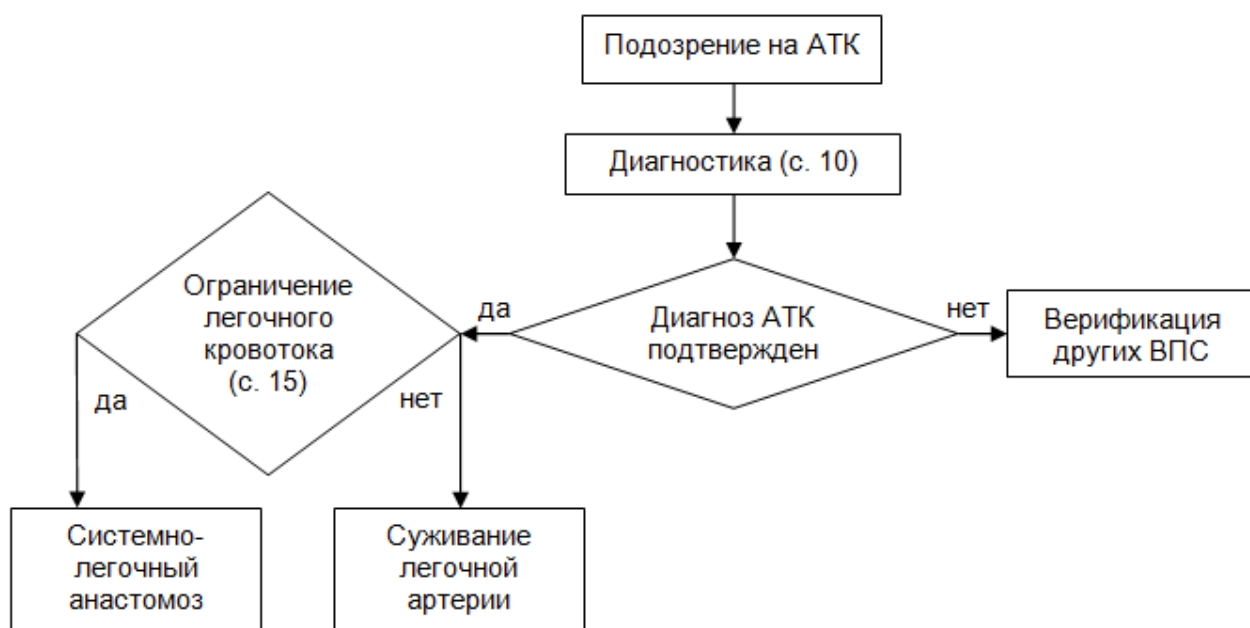 Подозрение на АТК
Диагностика (с. 10)
Диагноз АТК
подтвержден
да
нет
Верификация
других ВПС
Ограничение
легочного
кровотока
(с. 15)
да
нет
Системно-
легочный
анастомоз
Суживание
легочной
артерии